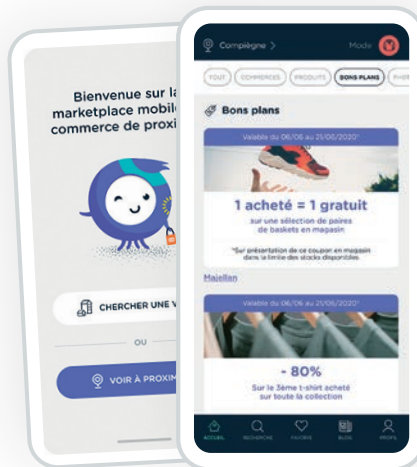 Bienvenue sur la
marketplace mobile
commerce de proxi
CHERCHER UNE V
OU
VOIR À PROXIM
Compiègne >
Mode
TOUT
COMMERCES
PRODUITS
BONS PLANS
Bons plans
Valable du 06/06 au 21/06/2020*
1 acheté = 1 gratuit
sur une sélection de paires
de baskets en magasin
*Sur présentation de ce coupon en magasin
dans la limite des stocks disponibles.
Majellan
Valable du 06/06 au 21/06/2020*
- 80%
Sur le 3ème t-shirt acheté
sur toute la collection
ACCUEIL
RECHERCHE
FAVORIS
BLOG
PROFIL